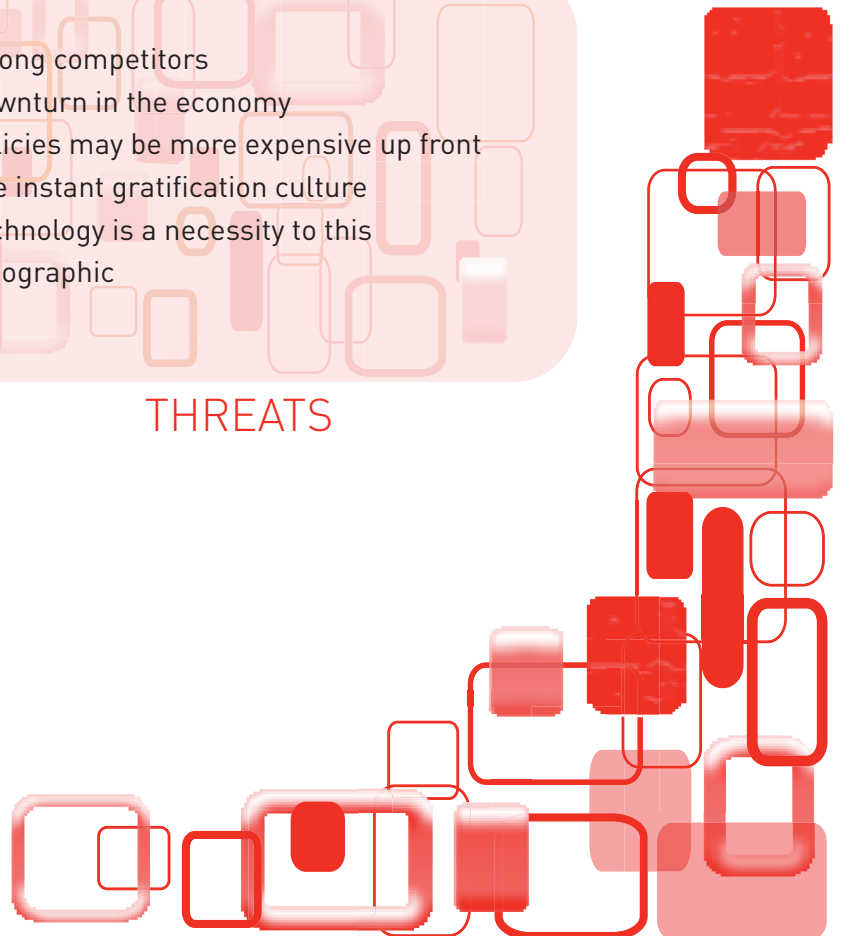 ong competitors
wnturn in the economy
licies may be more expensive up front
e instant gratification culture
chnology is a necessity to this
ographic
THREATS